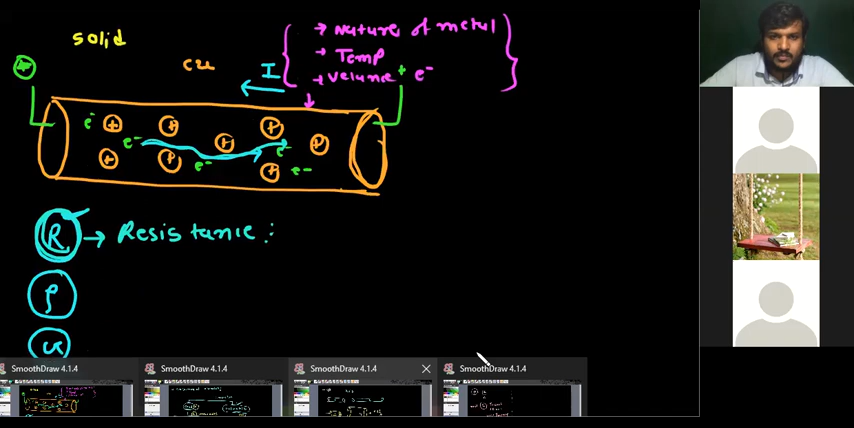 → Nature of metal
solid
→ Temp
cu
I
→ Valance e⁻
+
e⁻ + + + + +
e⁻ e⁻
+ + e⁻ + e⁻
R → Resistance :
ρ
SmoothDraw 4.1.4 SmoothDraw 4.1.4 SmoothDraw 4.1.4 SmoothDraw 4.1.4